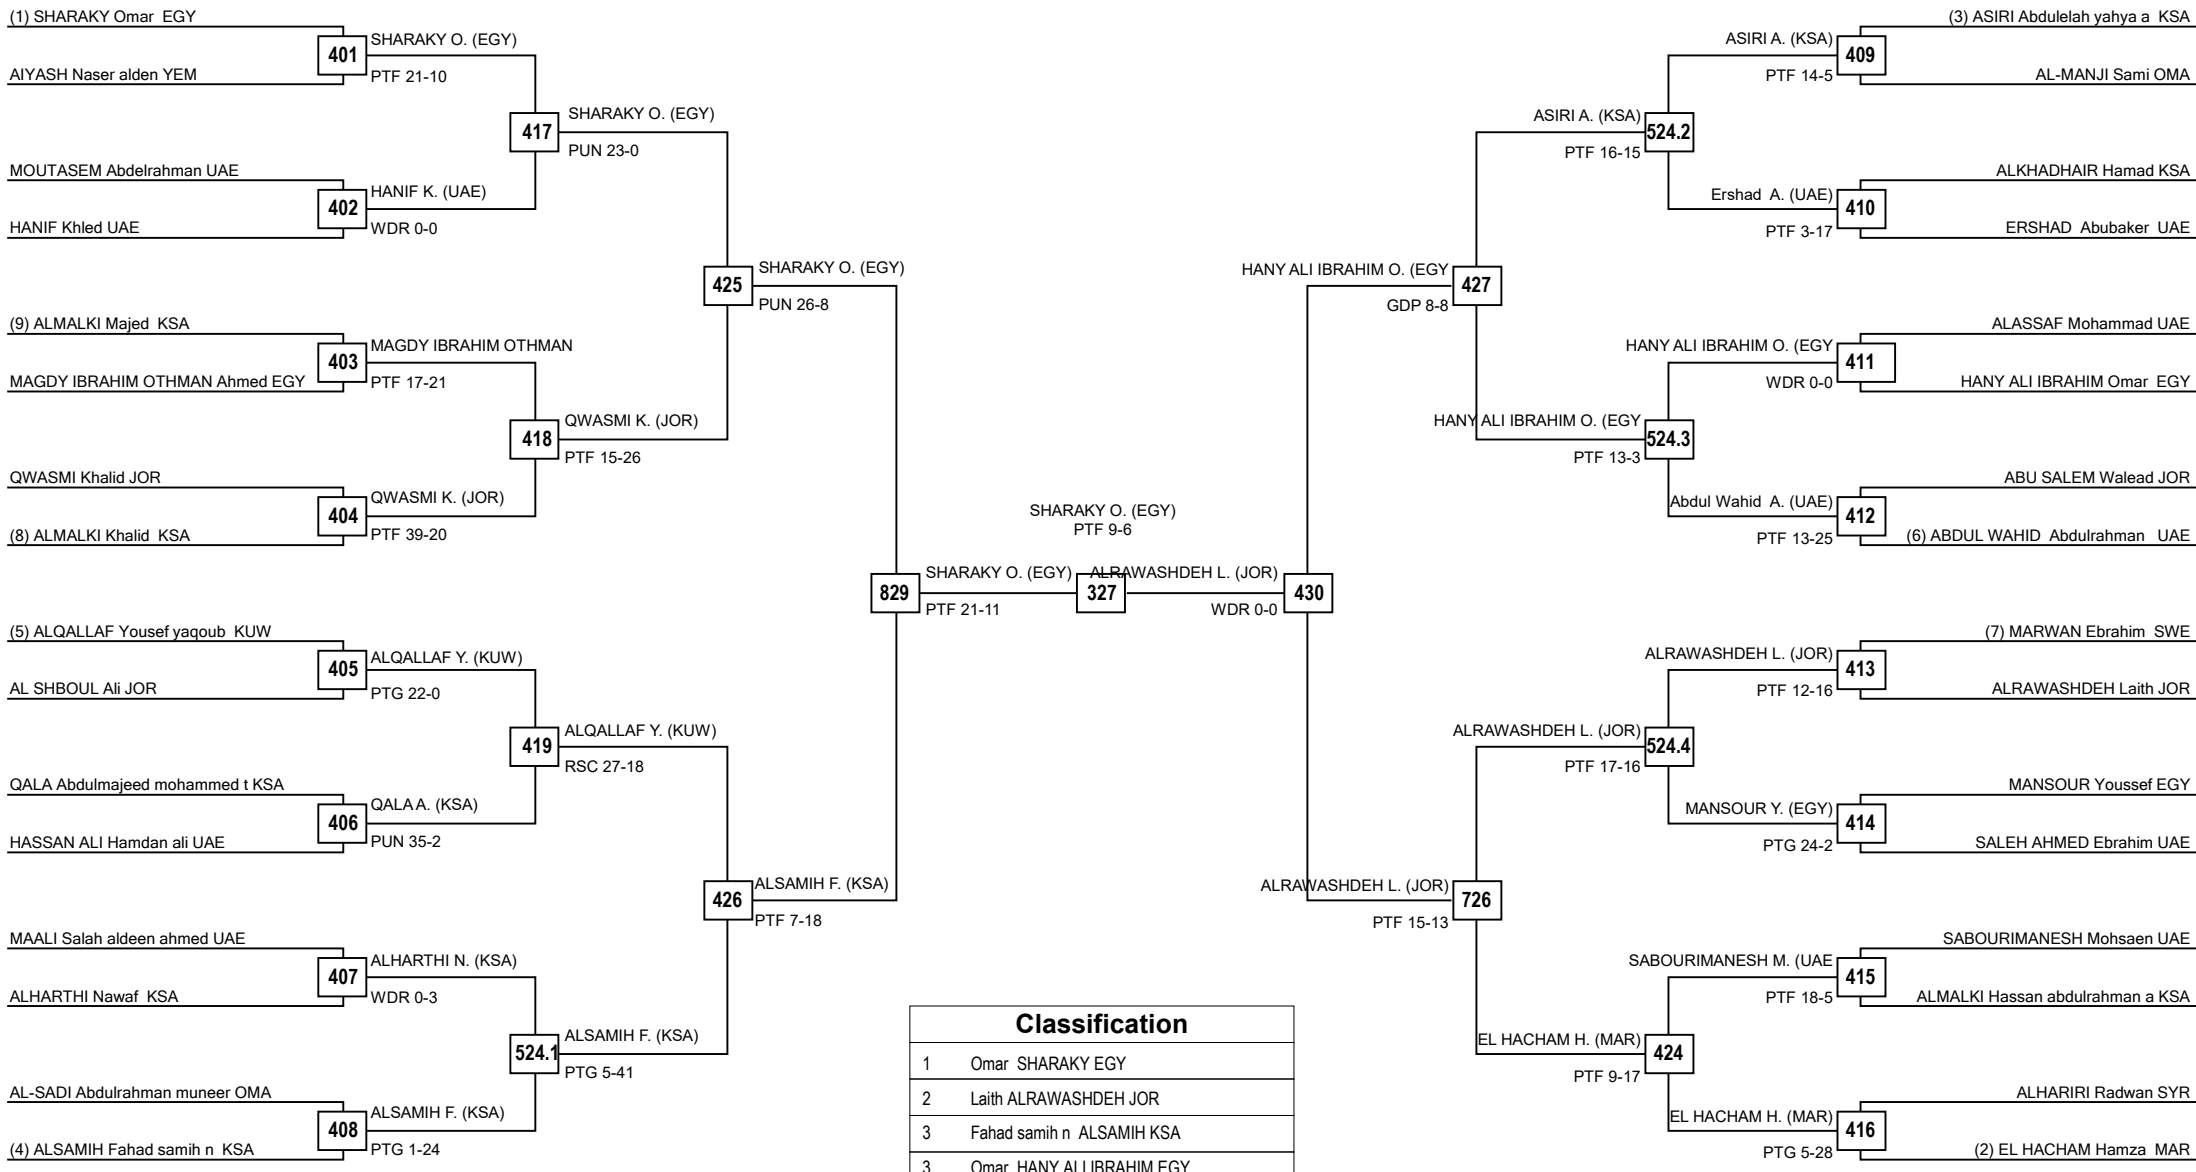 (1) SHARAKY Omar EGY
401
SHARAKY O. (EGY)
AIYASH Naser alden YEM
PTF 21-10
417
SHARAKY O. (EGY)
PUN 23-0
MOUTASEM Abdelrahman UAE
402
HANIF K. (UAE)
HANIF Khled UAE
WDR 0-0
425
SHARAKY O. (EGY)
PUN 26-8
(9) ALMALKI Majed KSA
403
MAGDY IBRAHIM OTHMAN
MAGDY IBRAHIM OTHMAN Ahmed EGY
PTF 17-21
418
QWASMI K. (JOR)
PTF 15-26
QWASMI Khalid JOR
404
QWASMI K. (JOR)
(8) ALMALKI Khalid KSA
PTF 39-20
829
SHARAKY O. (EGY)
PTF 21-11
(5) ALQALLAF Yousef yaqoub KUW
405
ALQALLAF Y. (KUW)
AL SHBOUL Ali JOR
PTG 22-0
419
ALQALLAF Y. (KUW)
RSC 27-18
QALA Abdulmajeed mohammed t KSA
406
QALA A. (KSA)
HASSAN ALI Hamdan ali UAE
PUN 35-2
426
ALSAMIH F. (KSA)
PTF 7-18
MAALI Salah aldeen ahmed UAE
407
ALHARTHI N. (KSA)
ALHARTHI Nawaf KSA
WDR 0-3
524.1
ALSAMIH F. (KSA)
PTG 5-41
AL-SADI Abdulrahman muneer OMA
408
ALSAMIH F. (KSA)
(4) ALSAMIH Fahad samih n KSA
PTG 1-24
SHARAKY O. (EGY)
PTF 9-6
327
ALRAWASHDEH L. (JOR)
430
WDR 0-0
(3) ASIRI Abdulelah yahya a KSA
ASIRI A. (KSA)
409
PTF 14-5
AL-MANJI Sami OMA
ASIRI A. (KSA)
524.2
PTF 16-15
ALKHADHAIR Hamad KSA
Ershad A. (UAE)
410
PTF 3-17
ERSHAD Abubaker UAE
HANY ALI IBRAHIM O. (EGY
427
GDP 8-8
ALASSAF Mohammad UAE
HANY ALI IBRAHIM O. (EGY
411
WDR 0-0
HANY ALI IBRAHIM Omar EGY
HANY ALI IBRAHIM O. (EGY
524.3
PTF 13-3
ABU SALEM Walead JOR
Abdul Wahid A. (UAE)
412
PTF 13-25
(6) ABDUL WAHID Abdulrahman UAE
(7) MARWAN Ebrahim SWE
ALRAWASHDEH L. (JOR)
413
PTF 12-16
ALRAWASHDEH Laith JOR
ALRAWASHDEH L. (JOR)
524.4
PTF 17-16
MANSOUR Youssef EGY
MANSOUR Y. (EGY)
414
PTG 24-2
SALEH AHMED Ebrahim UAE
ALRAWASHDEH L. (JOR)
726
PTF 15-13
SABOURIMANESH Mohsaen UAE
SABOURIMANESH M. (UAE
415
PTF 18-5
ALMALKI Hassan abdulrahman a KSA
EL HACHAM H. (MAR)
424
PTF 9-17
ALHARIRI Radwan SYR
EL HACHAM H. (MAR)
416
PTG 5-28
(2) EL HACHAM Hamza MAR
Classification
1 Omar SHARAKY EGY
2 Laith ALRAWASHDEH JOR
3 Fahad samih n ALSAMIH KSA
3 Omar HANY ALI IBRAHIM EGY